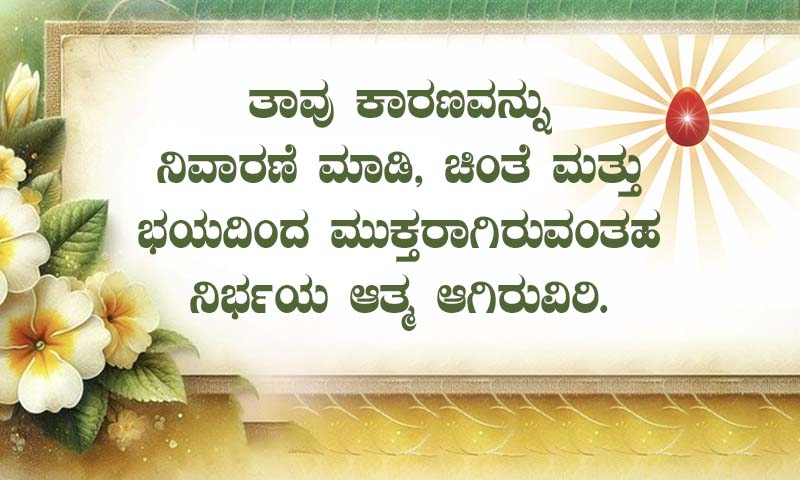 ತಾವು ಕಾರಣವನ್ನು
ನಿವಾರಣೆ ಮಾಡಿ, ಚಿಂತೆ ಮತ್ತು
ಭಯದಿಂದ ಮುಕ್ತರಾಗಿರುವಂತಹ
ನಿರ್ಭಯ ಆತ್ಮ ಆಗಿರುವಿರಿ.